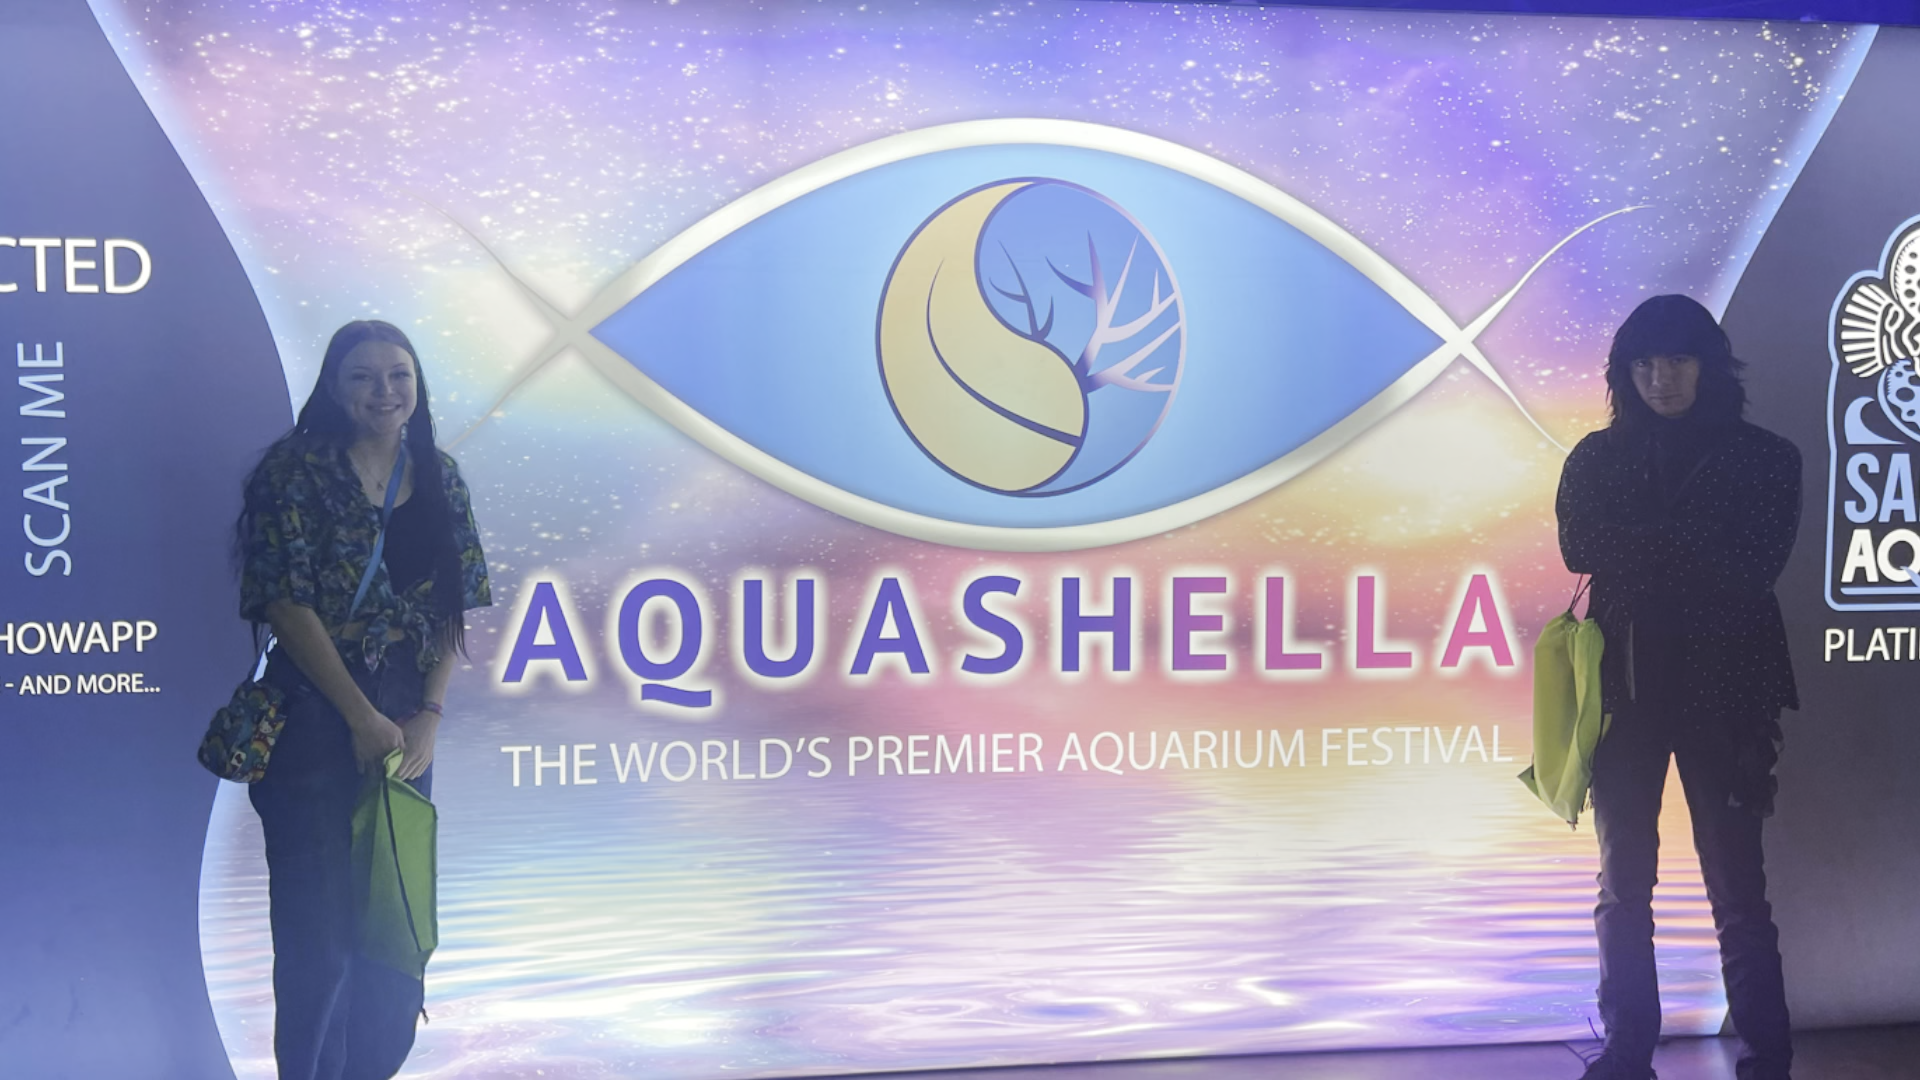 CTED
SCAN ME
HOWAPP
- AND MORE...
AQUASHELLA
THE WORLD'S PREMIER AQUARIUM FESTIVAL
SA
AQ
PLATI